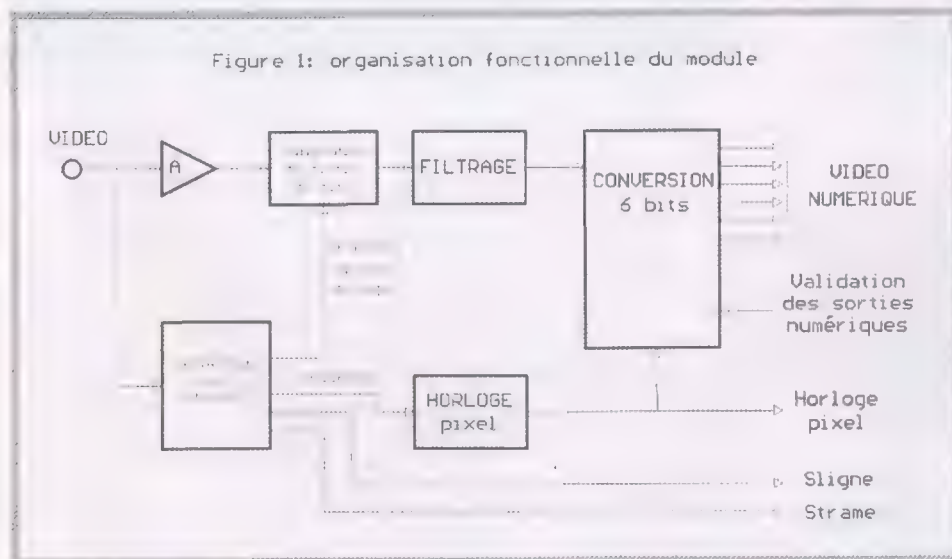 Figure 1: organisation fonctionnelle du module
VIDEO
A
FILTRAGE
CONVERSION
6 bits
VIDEO
NUMERIQUE
Validation
des sorties
numériques
HORLOGE
pixel
Horloge
pixel
Sligne
Strame